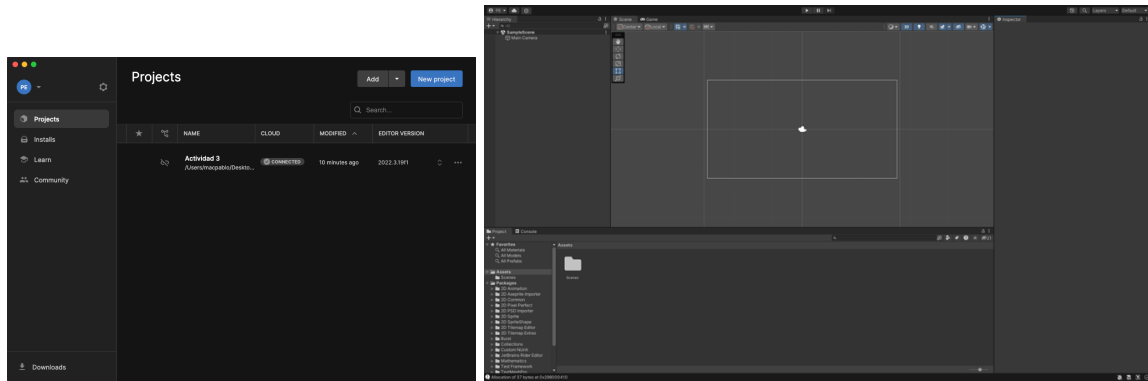 Projects
Add
New project
PE
Search...
Projects
Installs
Learn
Community
Downloads
NAME
CLOUD
MODIFIED
EDITOR VERSION
Actividad 3
/Users/macpablo/Deskto...
CONNECTED
10 minutes ago
2022.3.19f1
Layers
Default
Hierarchy
SampleScene
Main Camera
Scene
Game
Center
Inspector
Project
Console
Favorites
All Materials
All Models
All Prefabs
Assets
Scenes
Packages
2D Animation
2D Aseprite Importer
2D Common
2D Pixel Perfect
2D PSD Importer
2D Sprite
2D SpriteShape
2D Tilemap Editor
2D Tilemap Extras
Burst
Collections
Custom NUnit
JetBrains Rider Editor
Mathematics
Test Framework
Assets
Scenes